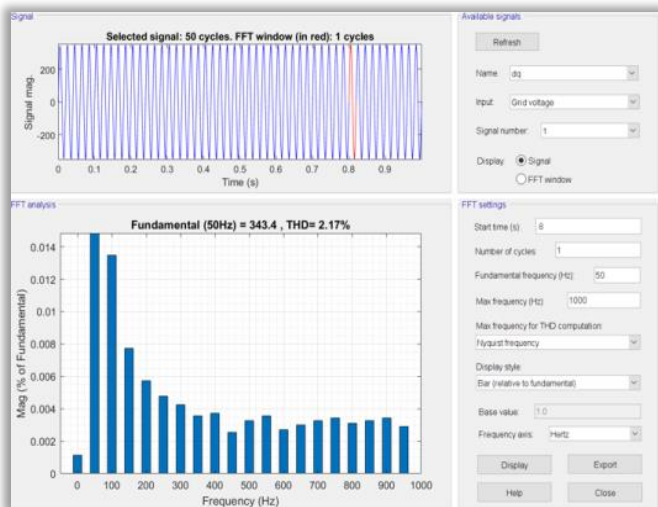 Signal
Selected signal: 50 cycles. FFT window (in red): 1 cycles
Signal mag.
200
0
-200
0 0.1 0.2 0.3 0.4 0.5 0.6 0.7 0.8 0.9
Time (s)
FFT analysis
Fundamental (50Hz) = 343.4 , THD= 2.17%
Mag (% of Fundamental)
0.014
0.012
0.01
0.008
0.006
0.004
0.002
0
0 100 200 300 400 500 600 700 800 900 1000
Frequency (Hz)
Available signals
Refresh
Name: dq
Input: Grid voltage
Signal number: 1
Display: Signal
FFT window
FFT settings
Start time (s): 8
Number of cycles: 1
Fundamental frequency (Hz): 50
Max frequency (Hz): 1000
Max frequency for THD computation:
Nyquist frequency
Display style:
Bar (relative to fundamental)
Base value: 1.0
Frequency axis: Hertz
Display Export
Help Close